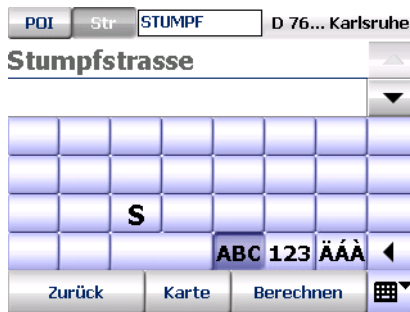 POI Str STUMPF D 76... Karlsruhe
Stumpfstrasse
S
ABC 123 ÄÁÀ
Zurück Karte Berechnen